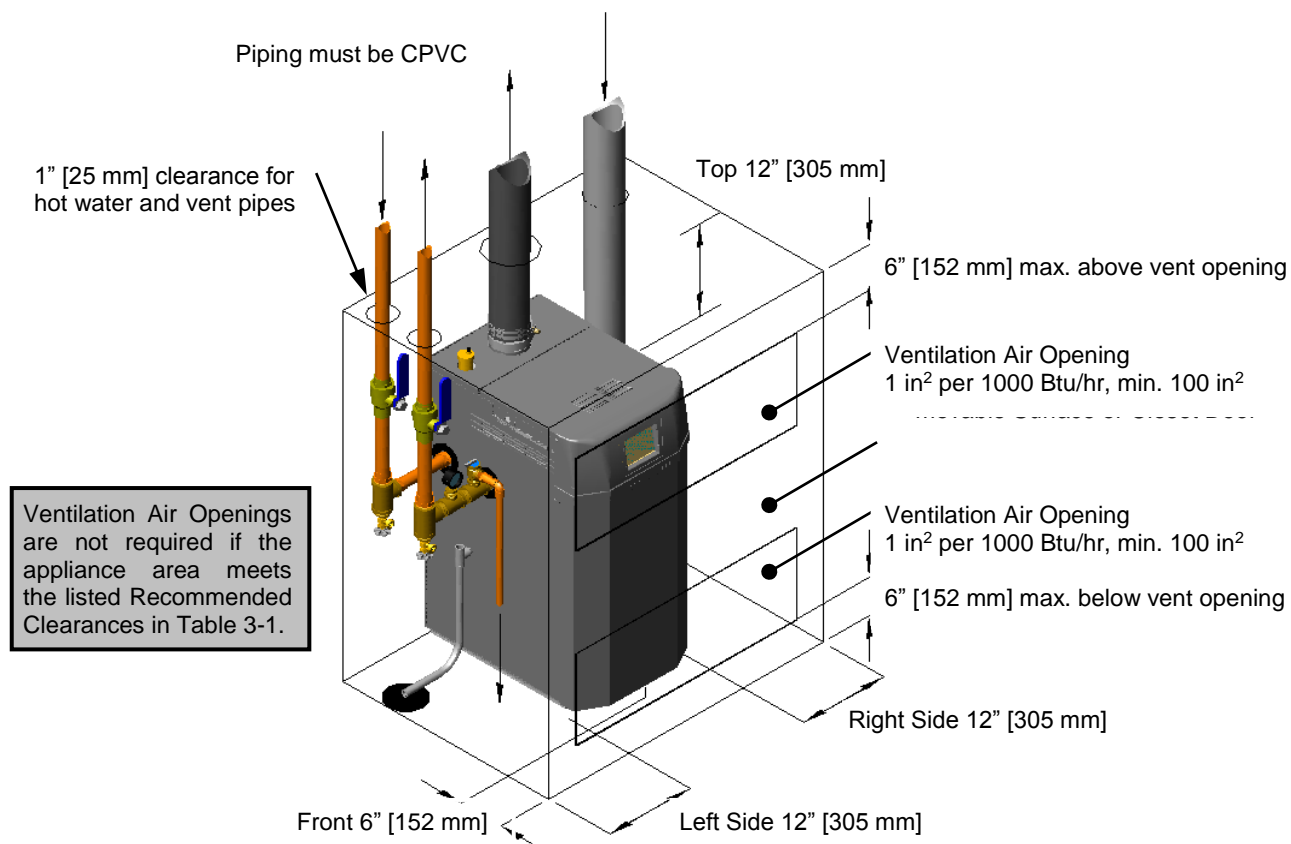 Piping must be CPVC
1” [25 mm] clearance for
hot water and vent pipes
Top 12” [305 mm]
6” [152 mm] max. above vent opening
Ventilation Air Opening
1 in² per 1000 Btu/hr, min. 100 in²
Ventilation Air Opening
1 in² per 1000 Btu/hr, min. 100 in²
6” [152 mm] max. below vent opening
Ventilation Air Openings
are not required if the
appliance area meets
the listed Recommended
Clearances in Table 3-1.
Right Side 12” [305 mm]
Front 6” [152 mm]
Left Side 12” [305 mm]